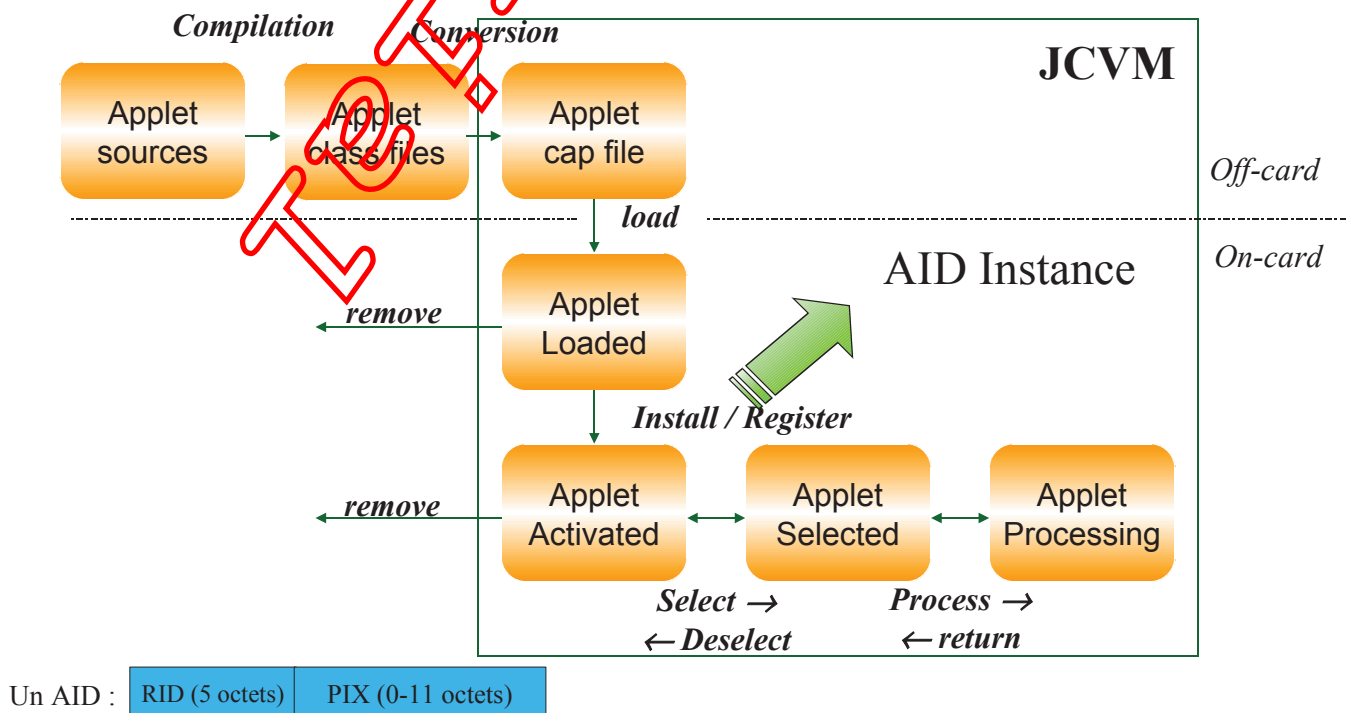 Compilation
Conversion
JCVM
Applet
sources
Applet
class files
Applet
cap file
Off-card
load
On-card
AID Instance
Applet
Loaded
remove
Install / Register
Applet
Activated
remove
Applet
Selected
Applet
Processing
Select →
← Deselect
Process →
← return
Un AID :
RID (5 octets)
PIX (0-11 octets)